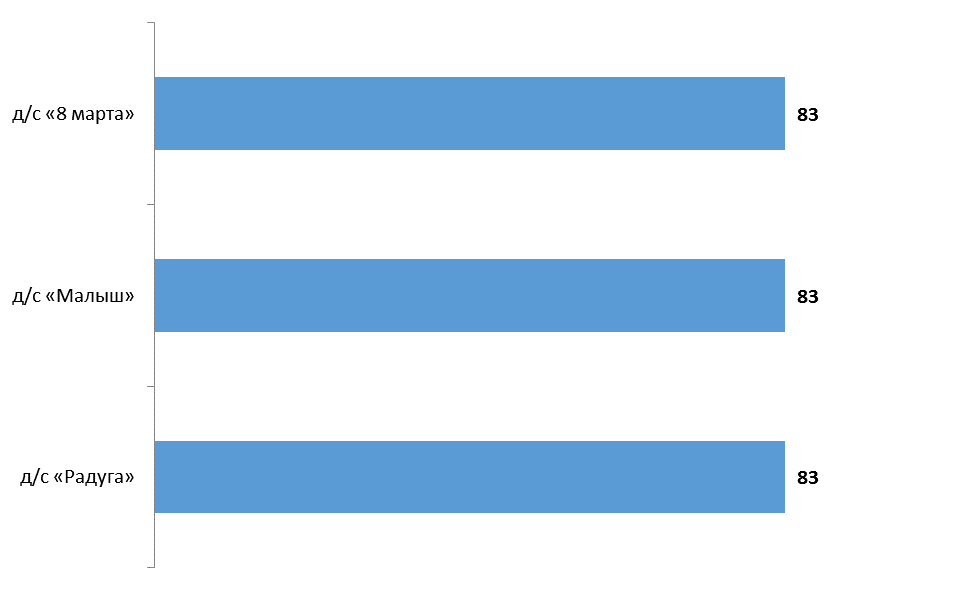 д/с «8 марта» 83
д/с «Малыш» 83
д/с «Радуга» 83